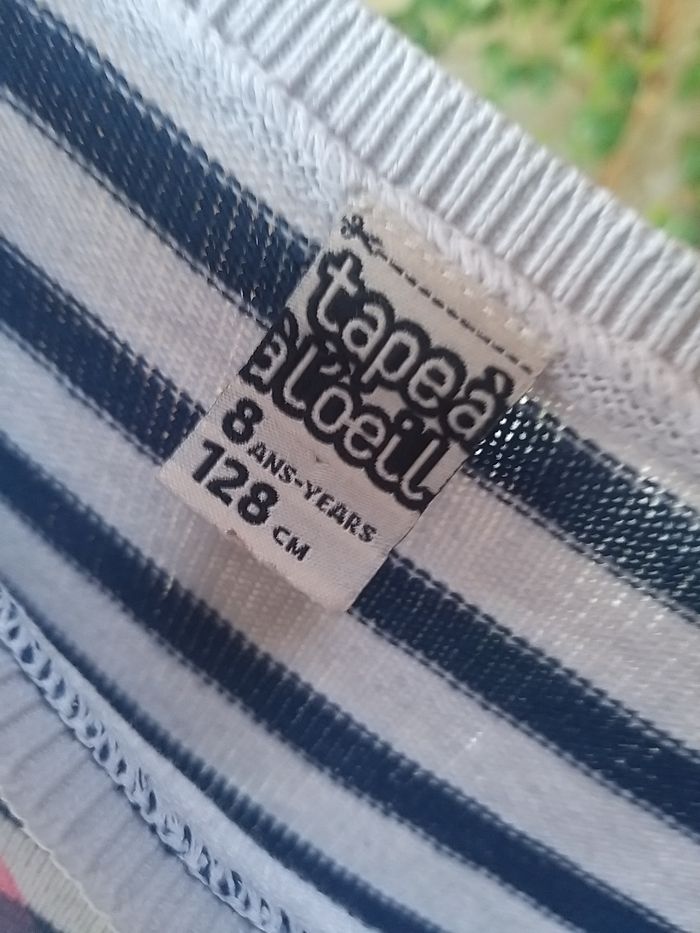 tape à
l'oeil
8 ANS-YEARS
128 CM